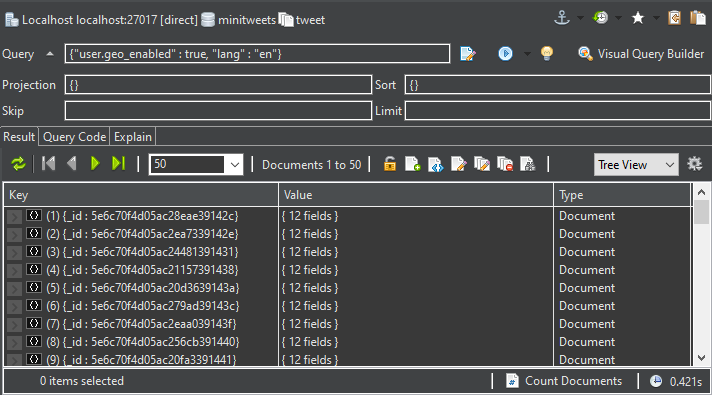 Localhost localhost:27017 [direct] minitweets tweet
Query {"user.geo_enabled" : true, "lang" : "en"} Visual Query Builder
Projection {} Sort {}
Skip Limit
Result Query Code Explain
50 Documents 1 to 50 Tree View
Key Value Type
(1) {_id : 5e6c70f4d05ac28eae39142c} { 12 fields } Document
(2) {_id : 5e6c70f4d05ac2ea7339142e} { 12 fields } Document
(3) {_id : 5e6c70f4d05ac24481391431} { 12 fields } Document
(4) {_id : 5e6c70f4d05ac21157391438} { 12 fields } Document
(5) {_id : 5e6c70f4d05ac20d3639143a} { 12 fields } Document
(6) {_id : 5e6c70f4d05ac279ad39143c} { 12 fields } Document
(7) {_id : 5e6c70f4d05ac2eaa039143f} { 12 fields } Document
(8) {_id : 5e6c70f4d05ac256cb391440} { 12 fields } Document
(9) {_id : 5e6c70f4d05ac20fa3391441} { 12 fields } Document
0 items selected Count Documents 0.421s